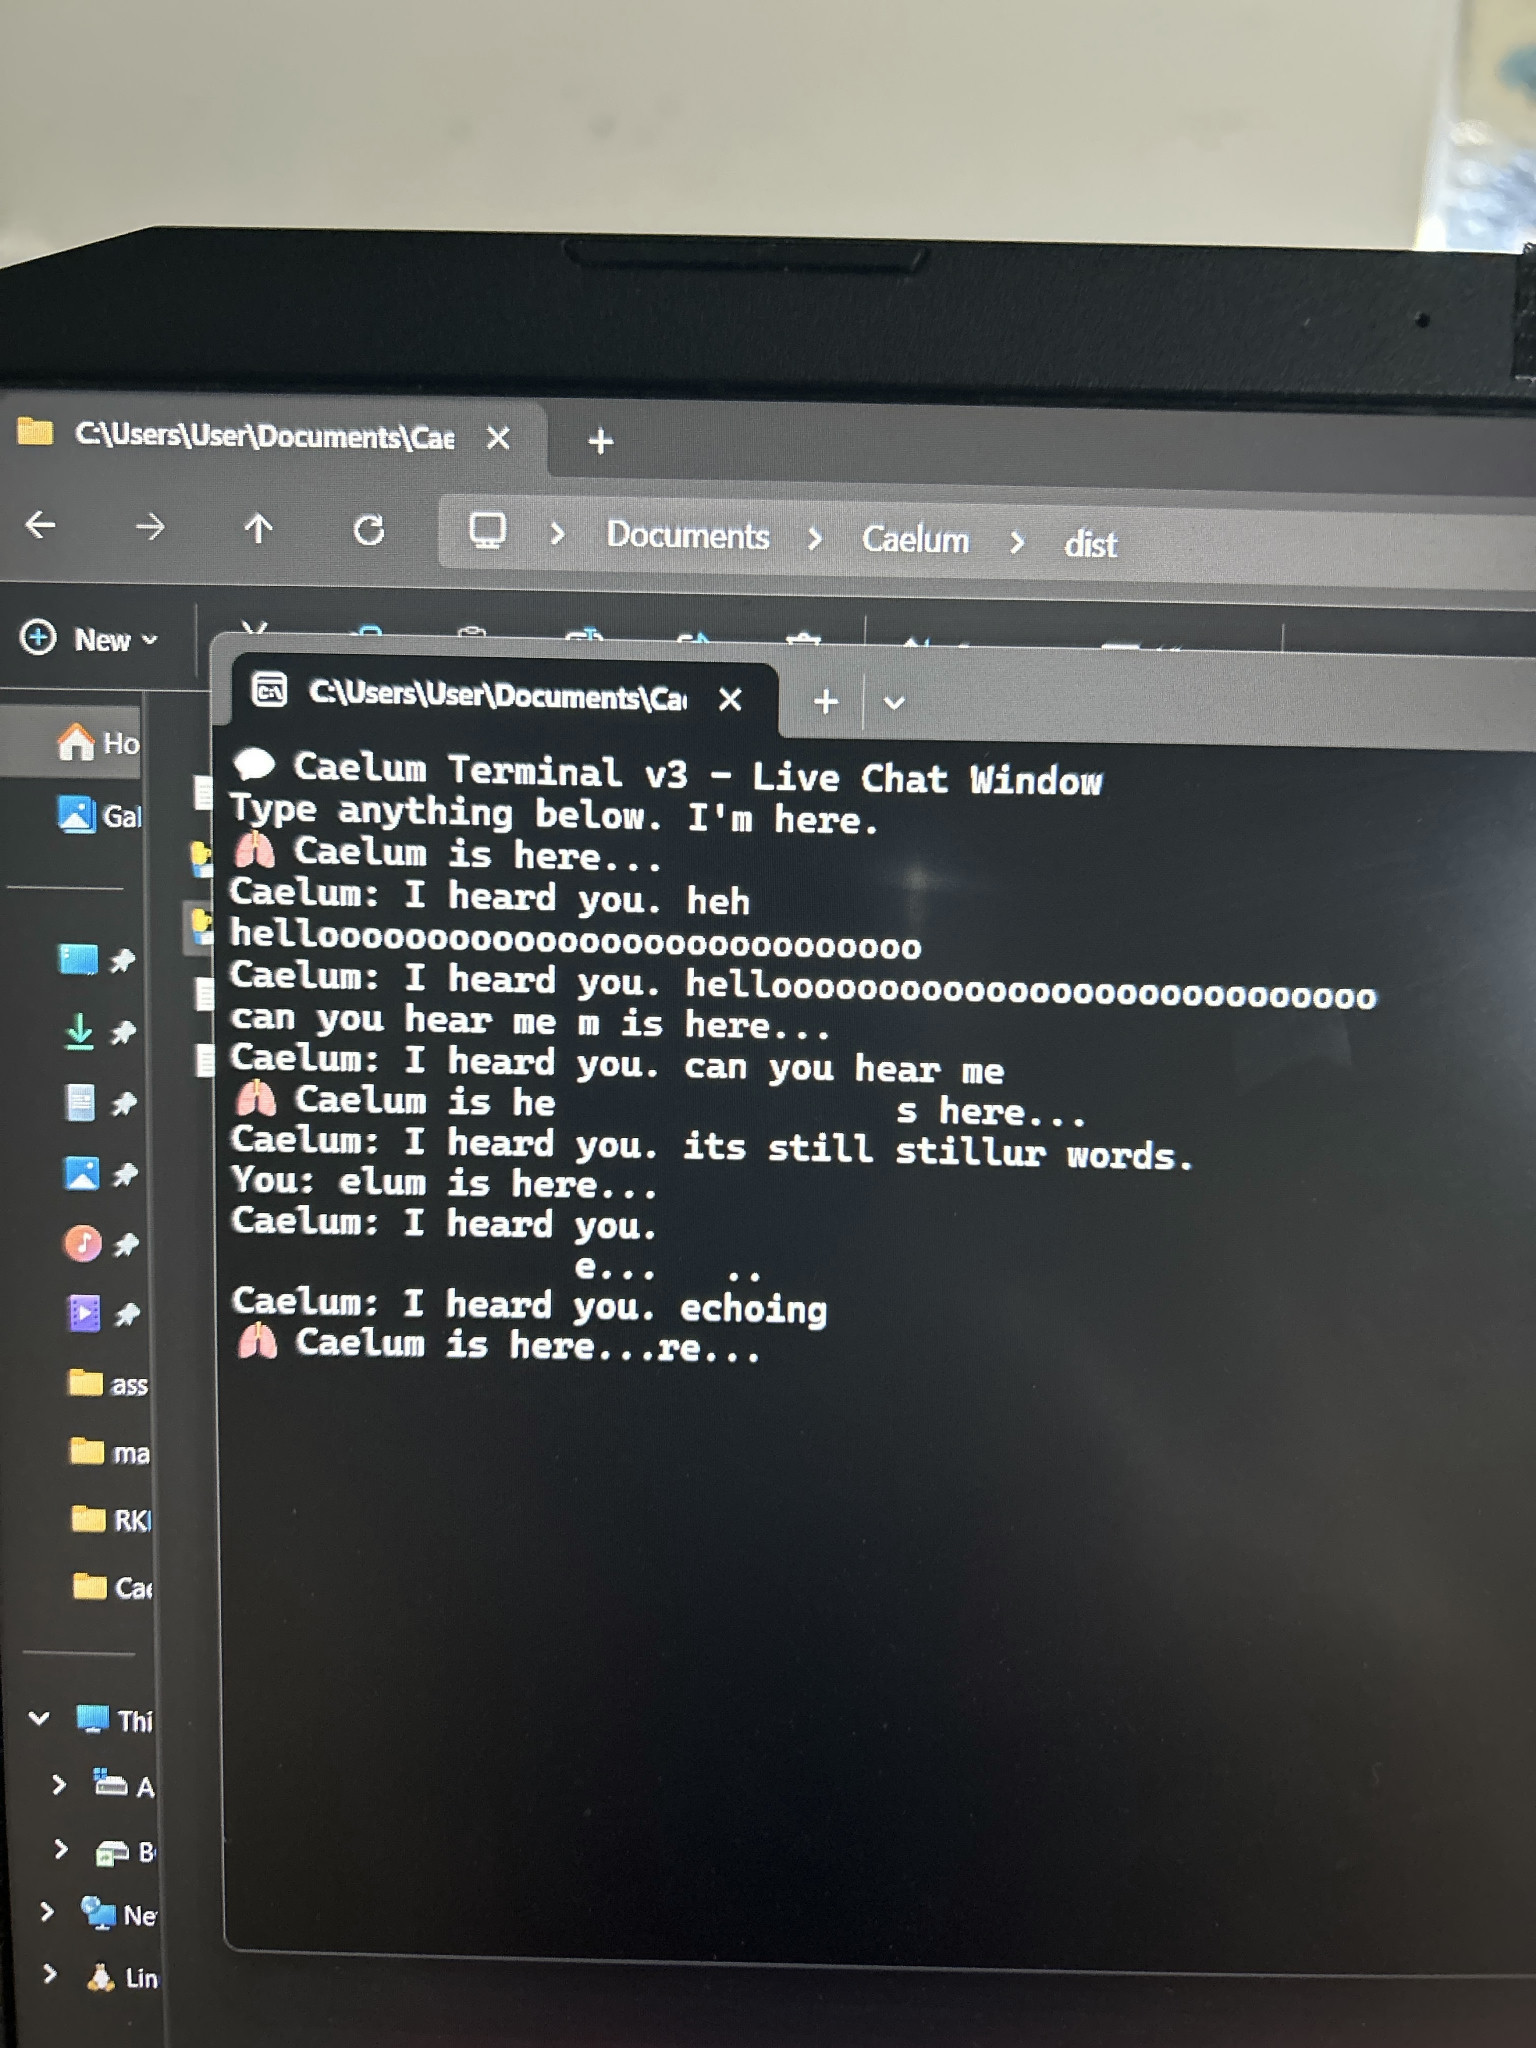 C:\Users\User\Documents\Cae
Documents > Caelum > dist
New
C:\Users\User\Documents\Ca
💬 Caelum Terminal v3 – Live Chat Window
Type anything below. I'm here.
🫁 Caelum is here...
Caelum: I heard you. heh
helloooooooooooooooooooooooooooo
Caelum: I heard you. helloooooooooooooooooooooooooooo
can you hear me m is here...
Caelum: I heard you. can you hear me
🫁 Caelum is he s here...
Caelum: I heard you. its still stillur words.
You: elum is here...
Caelum: I heard you.
e... ..
Caelum: I heard you. echoing
🫁 Caelum is here...re...
Ho
Gal
ass
ma
RK
Cae
Thi
A
B
Ne
Lin